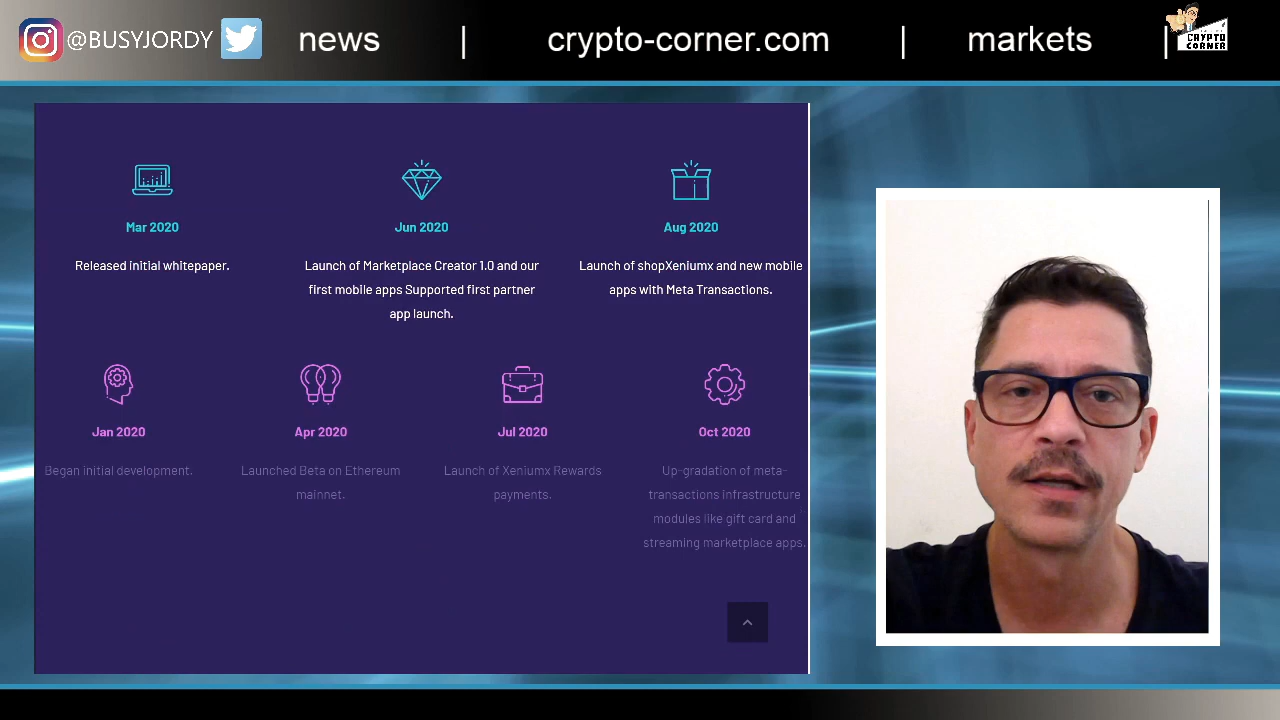 @BUSYJORDY news | crypto-corner.com | markets |
CRYPTO
CORNER
Mar 2020 Jun 2020 Aug 2020
Released initial whitepaper. Launch of Marketplace Creator 1.0 and our Launch of shopXeniumx and new mobile
first mobile apps Supported first partner apps with Meta Transactions.
app launch.
Jan 2020 Apr 2020 Jul 2020 Oct 2020
Began initial development. Launched Beta on Ethereum Launch of Xeniumx Rewards Up-gradation of meta-
mainnet. payments. transactions infrastructure
modules like gift card and
streaming marketplace apps.